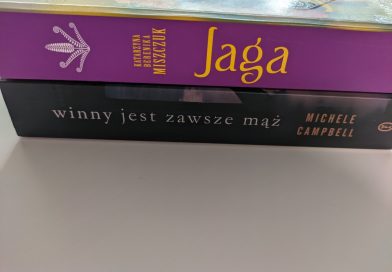 KATARZYNA
BERENIKA
MISZCZUK
Jaga
winny jest zawsze mąż
MICHELE
CAMPBELL